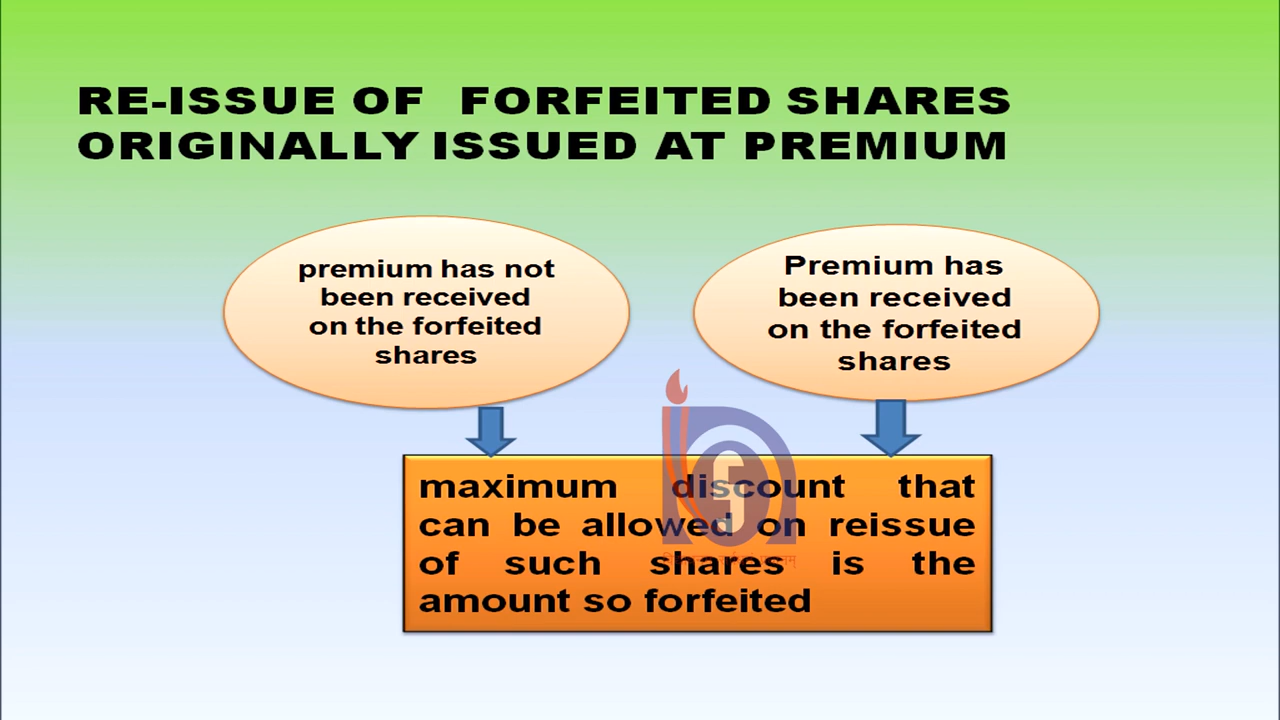 RE-ISSUE OF FORFEITED SHARES
ORIGINALLY ISSUED AT PREMIUM
premium has not
been received
on the forfeited
shares
Premium has
been received
on the forfeited
shares
maximum discount that
can be allowed on reissue
of such shares is the
amount so forfeited